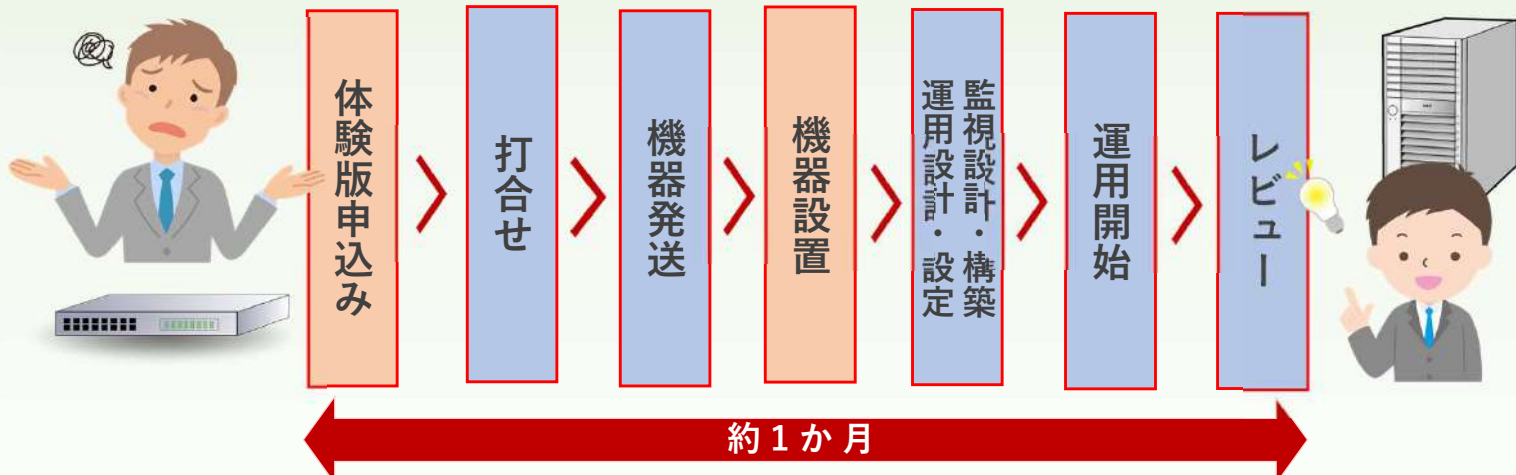 体験版申込み
打合せ
機器発送
機器設置
監視設計・構築
運用設計・設定
運用開始
レビュー
約1か月